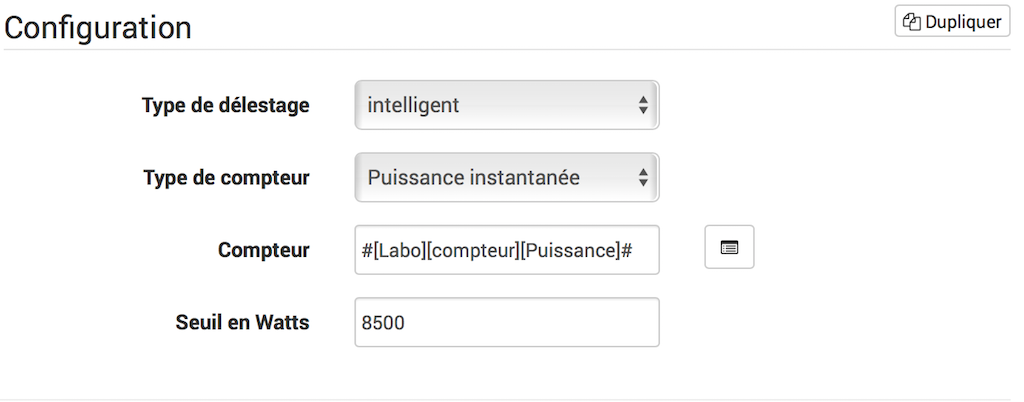 Configuration
Dupliquer
Type de délestage
intelligent
Type de compteur
Puissance instantanée
Compteur
#[Labo][compteur][Puissance]#
Seuil en Watts
8500